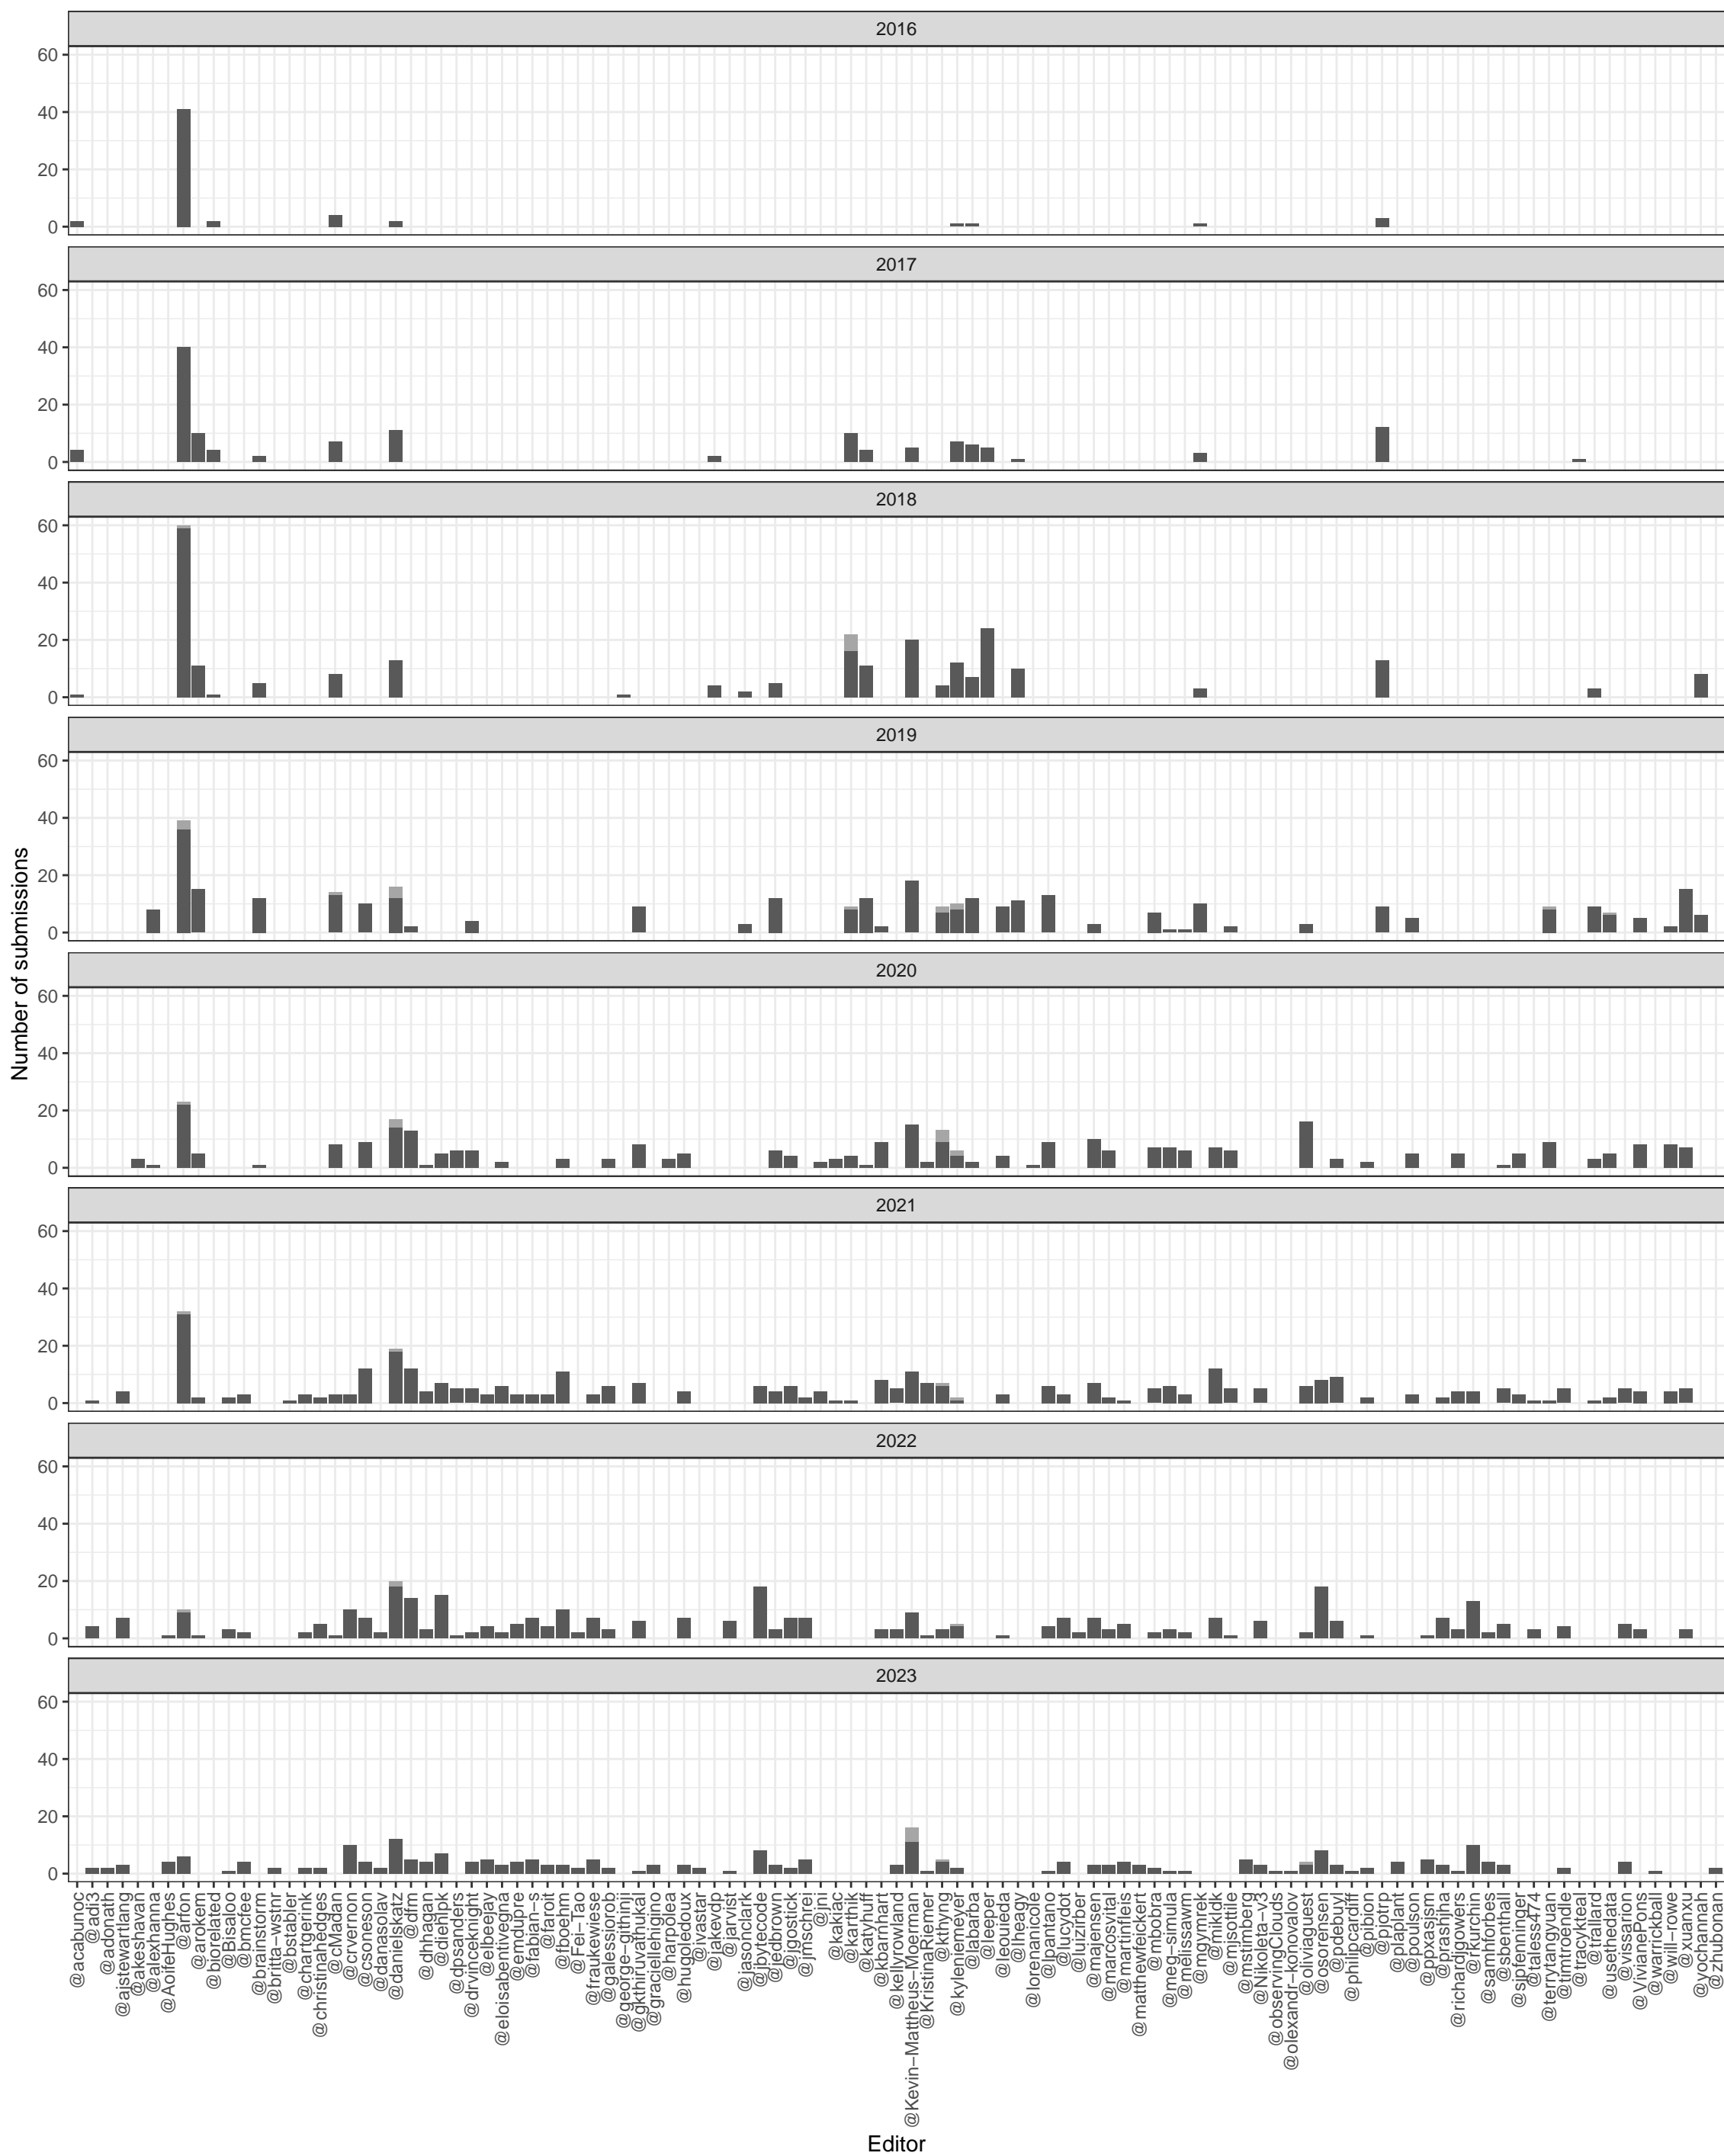 2016
60
40
20
0
2017
60
40
20
0
2018
60
40
20
0
2019
60
40
20
0
2020
60
40
20
0
2021
60
40
20
0
2022
60
40
20
0
2023
60
40
20
0
Number of submissions
@acabunoc
@adi3
@adonath
@ajstewartlang
@akeshavan
@alexhanna
@AoifeHughes
@arfon
@arokem
@biorelated
@Bisaloo
@bmcfee
@brainstorm
@britta-wstnr
@bstabler
@chartgerink
@christinahedges
@cMadan
@crvernon
@csoneson
@danasolav
@danielskatz
@dfm
@dhhagan
@diehlpk
@dpsanders
@drvinceknight
@elbeejay
@eloisabentivegna
@emdupre
@fabian-s
@faroit
@fboehm
@Fei-Tao
@fraukewiese
@galessiorob
@george-githinji
@gkthiruvathukal
@graciellehigino
@harpolea
@hugoledoux
@ivastar
@jakevdp
@jarvist
@jasonclark
@jbytecode
@jedbrown
@jgostick
@jmschrei
@jni
@kakiac
@karthik
@katyhuff
@kbarnhart
@kellyrowland
@Kevin-Mattheus-Moerman
@KristinaRiemer
@kthyng
@kyleniemeyer
@labarba
@leeper
@leouieda
@lheagy
@lorenanicole
@lpantano
@lucydot
@luizirber
@majensen
@marcosvital
@martinfleis
@matthewfeickert
@mbobra
@meg-simula
@melissawm
@mgymrek
@mikldk
@misottile
@mstimberg
@Nikoleta-v3
@observingClouds
@olexandr-konovalov
@oliviaguest
@osorensen
@pdebuyl
@philipcardiff
@pibion
@pjotrp
@plaplant
@poulson
@ppxasjsm
@prashjha
@richardjgowers
@rkurchin
@samhforbes
@sbenthall
@sjpfenninger
@taless474
@terrytangyuan
@timtroendle
@tracykteal
@trallard
@usethedata
@vissarion
@VivianePons
@warrickball
@will-rowe
@xuanxu
@yochannah
@zhubonan
Editor